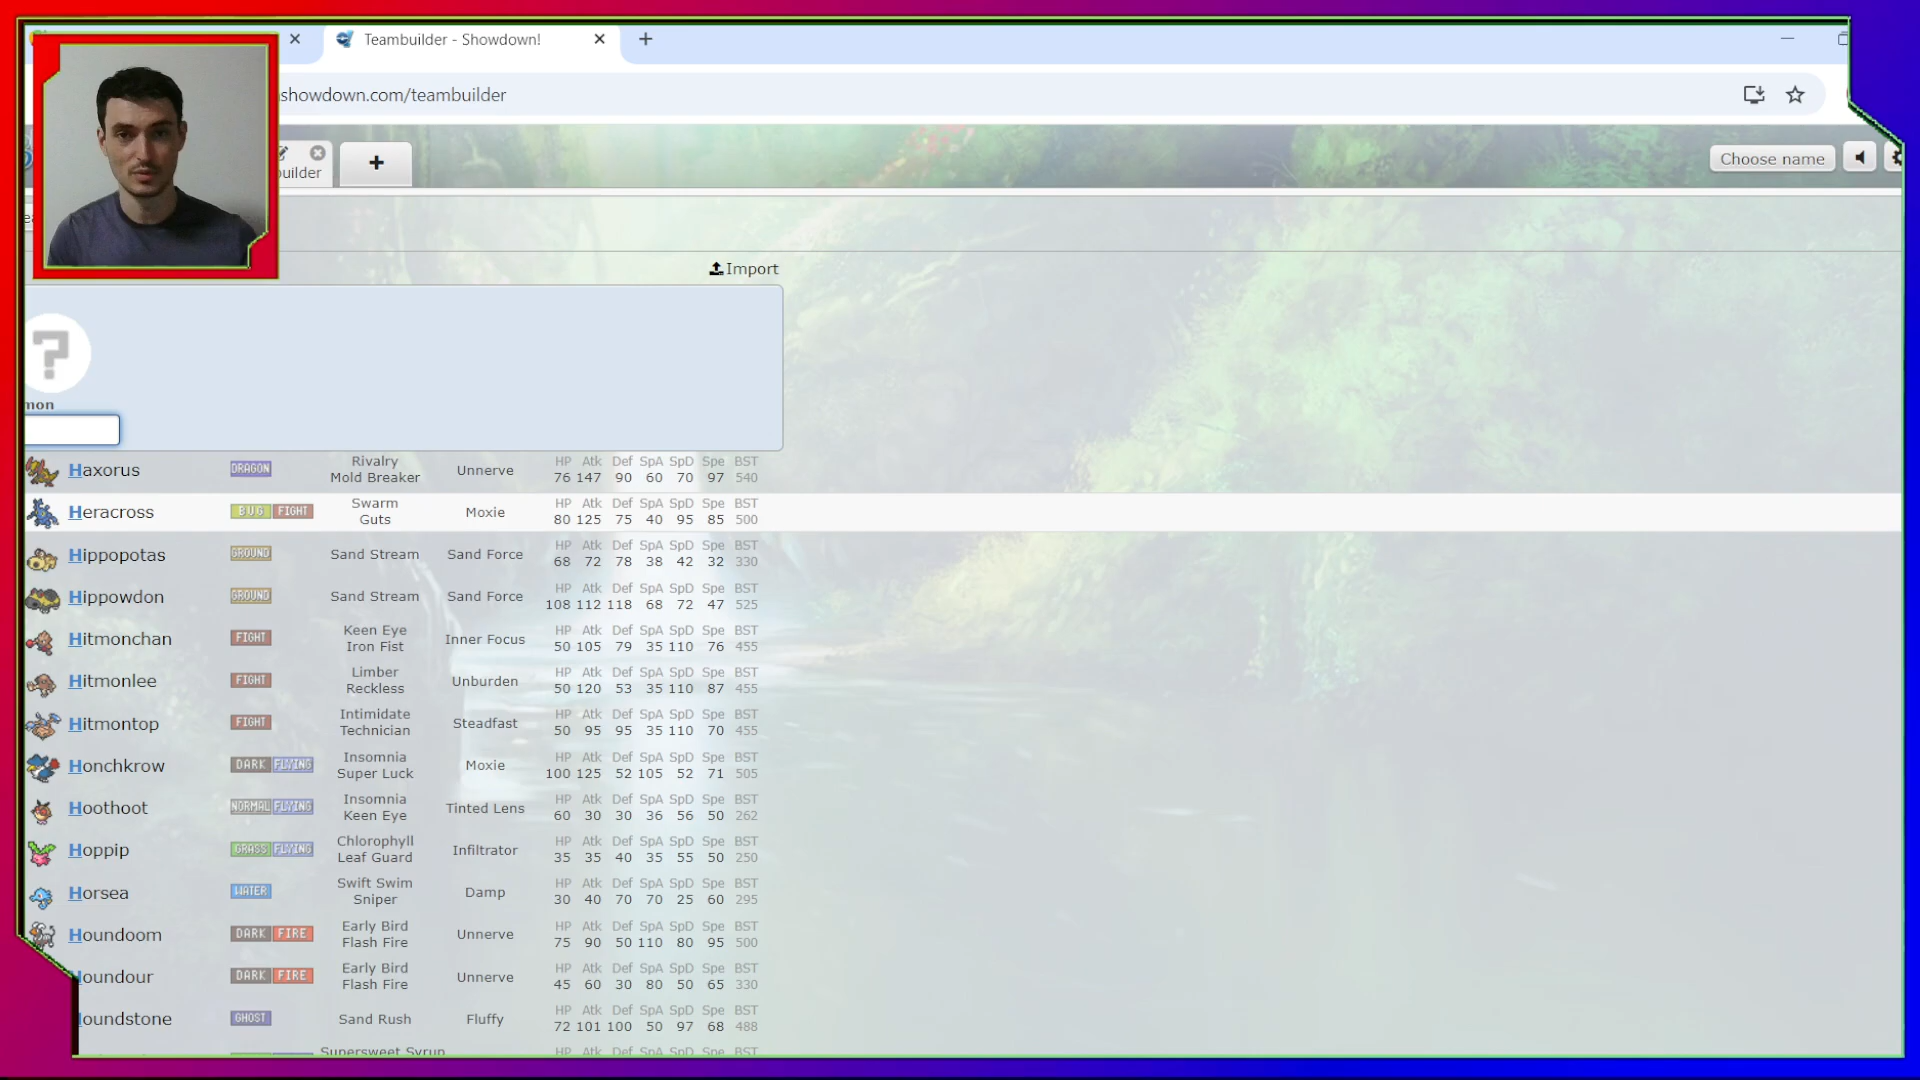 Teambuilder - Showdown!
showdown.com/teambuilder
builder
Choose name
Import
mon
Haxorus DRAGON Rivalry Mold Breaker Unnerve HP 76 Atk 147 Def 90 SpA 60 SpD 70 Spe 97 BST 540
Heracross BUG FIGHT Swarm Guts Moxie HP 80 Atk 125 Def 75 SpA 40 SpD 95 Spe 85 BST 500
Hippopotas GROUND Sand Stream Sand Force HP 68 Atk 72 Def 78 SpA 38 SpD 42 Spe 32 BST 330
Hippowdon GROUND Sand Stream Sand Force HP 108 Atk 112 Def 118 SpA 68 SpD 72 Spe 47 BST 525
Hitmonchan FIGHT Keen Eye Iron Fist Inner Focus HP 50 Atk 105 Def 79 SpA 35 SpD 110 Spe 76 BST 455
Hitmonlee FIGHT Limber Reckless Unburden HP 50 Atk 120 Def 53 SpA 35 SpD 110 Spe 87 BST 455
Hitmontop FIGHT Intimidate Technician Steadfast HP 50 Atk 95 Def 95 SpA 35 SpD 110 Spe 70 BST 455
Honchkrow DARK FLYING Insomnia Super Luck Moxie HP 100 Atk 125 Def 52 SpA 105 SpD 52 Spe 71 BST 505
Hoothoot NORMAL FLYING Insomnia Keen Eye Tinted Lens HP 60 Atk 30 Def 30 SpA 36 SpD 56 Spe 50 BST 262
Hoppip GRASS FLYING Chlorophyll Leaf Guard Infiltrator HP 35 Atk 35 Def 40 SpA 35 SpD 55 Spe 50 BST 250
Horsea WATER Swift Swim Sniper Damp HP 30 Atk 40 Def 70 SpA 70 SpD 25 Spe 60 BST 295
Houndoom DARK FIRE Early Bird Flash Fire Unnerve HP 75 Atk 90 Def 50 SpA 110 SpD 80 Spe 95 BST 500
Houndour DARK FIRE Early Bird Flash Fire Unnerve HP 45 Atk 60 Def 30 SpA 80 SpD 50 Spe 65 BST 330
Houndstone GHOST Sand Rush Fluffy HP 72 Atk 101 Def 100 SpA 50 SpD 97 Spe 68 BST 488
Supersweet Syrup HP Atk Def SpA SpD Spe BST